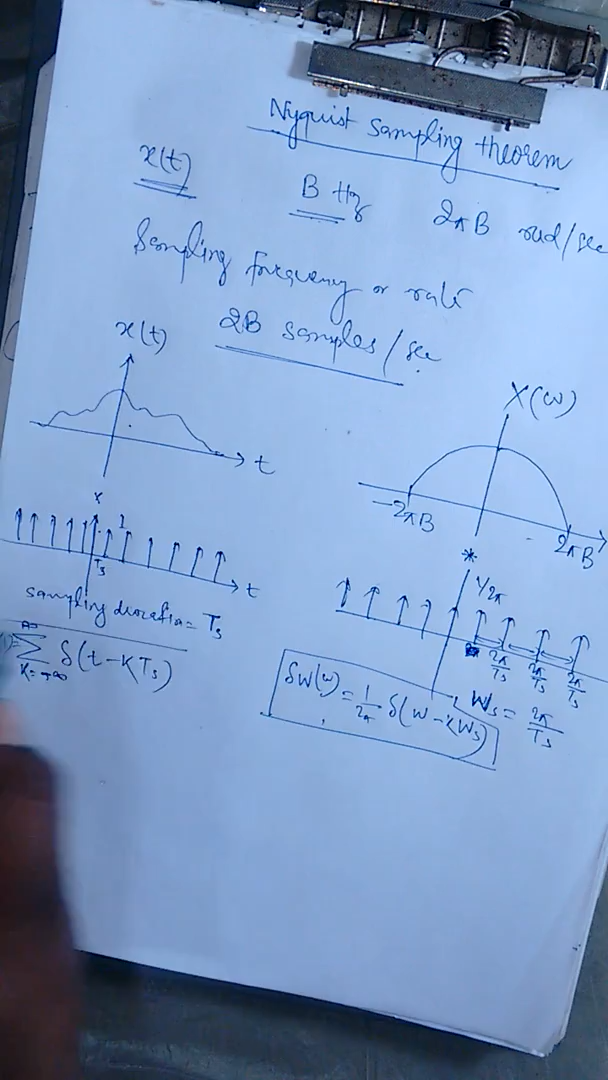 Nyquist Sampling theorem
x(t) B Hz 2πB rad/sec
Sampling frequency or rate
2B samples/sec
x(t)
t
X(ω)
-2πB 2πB
x
1
Ts
t
*
1/2π
2π/Ts 2π/Ts 2π/Ts
sampling duration = Ts
∞
∑ δ(t-KTs)
K=-∞
Ws = 2π/Ts
δW(ω) = 1/2π δ(W-KWs)